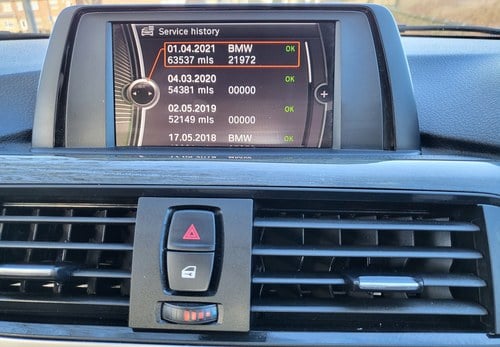 Service history
01.04.2021 BMW OK
63537 mls 21972
04.03.2020 OK
54381 mls 00000
02.05.2019 OK
52149 mls 00000
17.05.2018 BMW OK